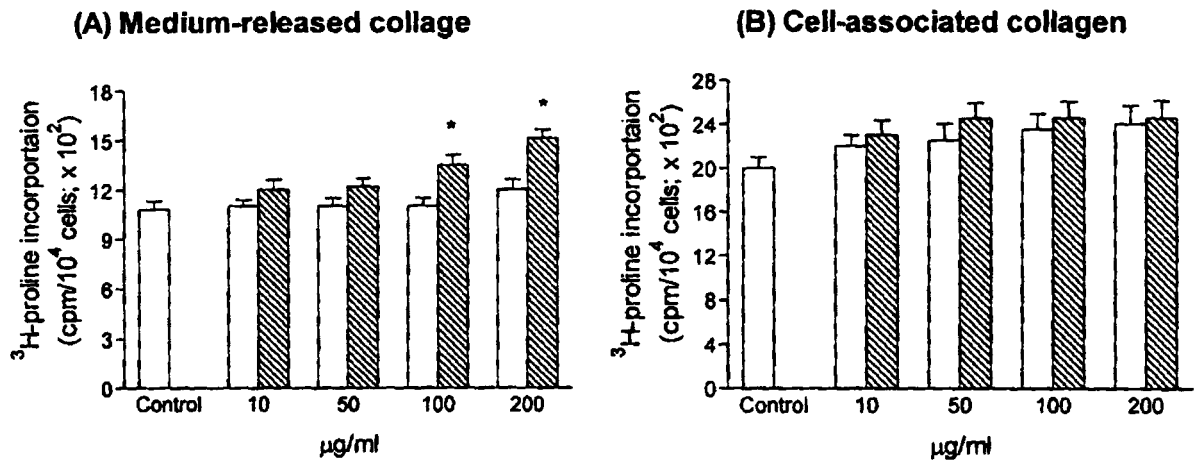 (A) Medium-released collage
³H-proline incorportaion
(cpm/10⁴ cells; x 10²)
18
15
12
9
6
3
0
*
*
Control 10 50 100 200
μg/ml
(B) Cell-associated collagen
³H-proline incorportaion
(cpm/10⁴ cells; x 10²)
28
24
20
16
12
8
4
0
Control 10 50 100 200
μg/ml